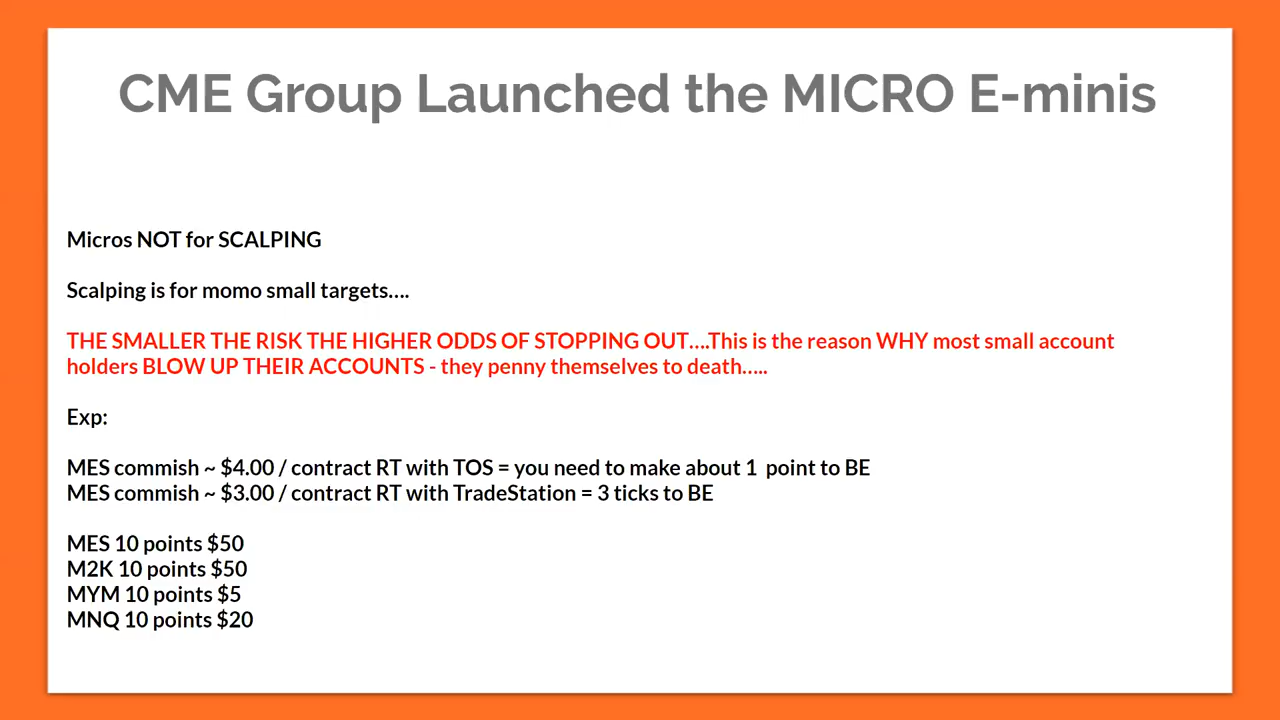 CME Group Launched the MICRO E-minis
Micros NOT for SCALPING
Scalping is for momo small targets....
THE SMALLER THE RISK THE HIGHER ODDS OF STOPPING OUT....This is the reason WHY most small account
holders BLOW UP THEIR ACCOUNTS - they penny themselves to death.....
Exp:
MES commish ~ $4.00 / contract RT with TOS = you need to make about 1  point to BE
MES commish ~ $3.00 / contract RT with TradeStation = 3 ticks to BE
MES 10 points $50
M2K 10 points $50
MYM 10 points $5
MNQ 10 points $20